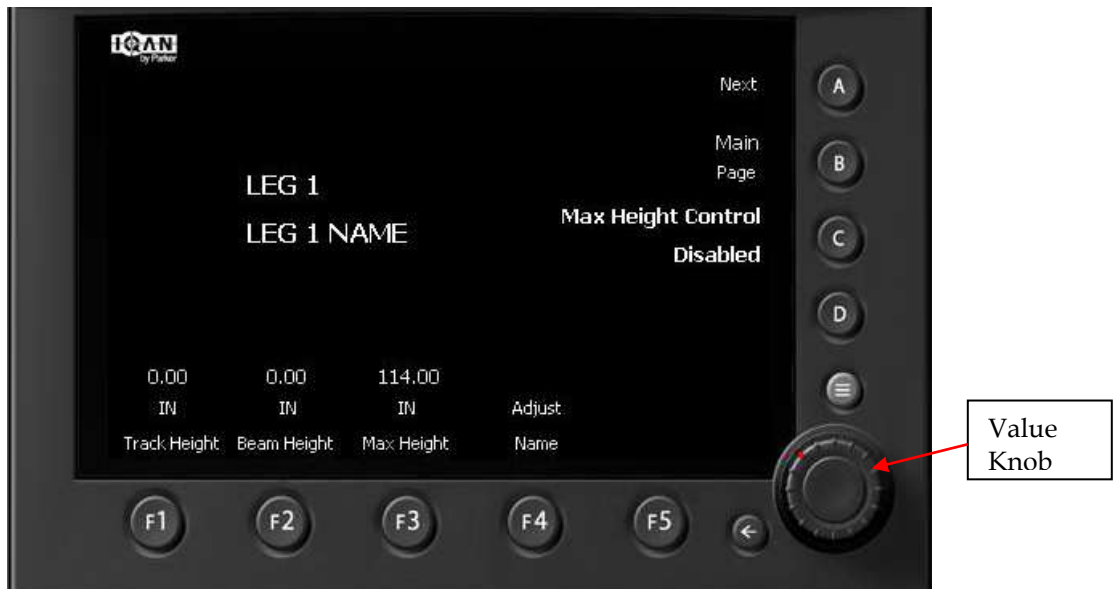 IQAN
by Parker
Next
A
Main
Page
B
LEG 1
LEG 1 NAME
Max Height Control
Disabled
C
D
0.00 0.00 114.00
IN IN IN Adjust
Track Height Beam Height Max Height Name
Value
Knob
F1 F2 F3 F4 F5